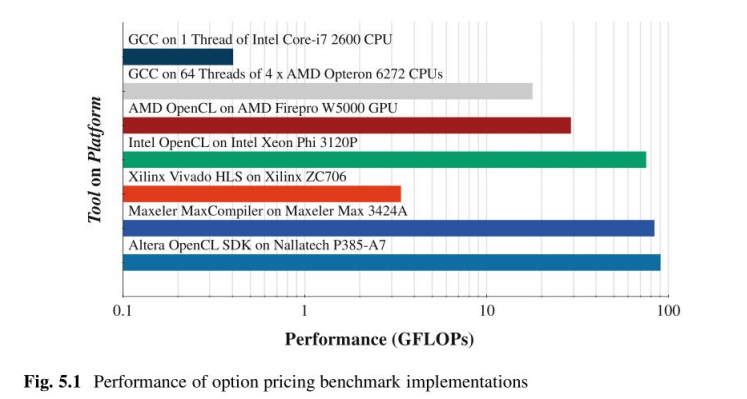 GCC on 1 Thread of Intel Core-i7 2600 CPU
GCC on 64 Threads of 4 x AMD Opteron 6272 CPUs
AMD OpenCL on AMD Firepro W5000 GPU
Intel OpenCL on Intel Xeon Phi 3120P
Xilinx Vivado HLS on Xilinx ZC706
Maxeler MaxCompiler on Maxeler Max 3424A
Altera OpenCL SDK on Nallatech P385-A7
Tool on Platform
0.1 1 10 100
Performance (GFLOPs)
Fig. 5.1 Performance of option pricing benchmark implementations